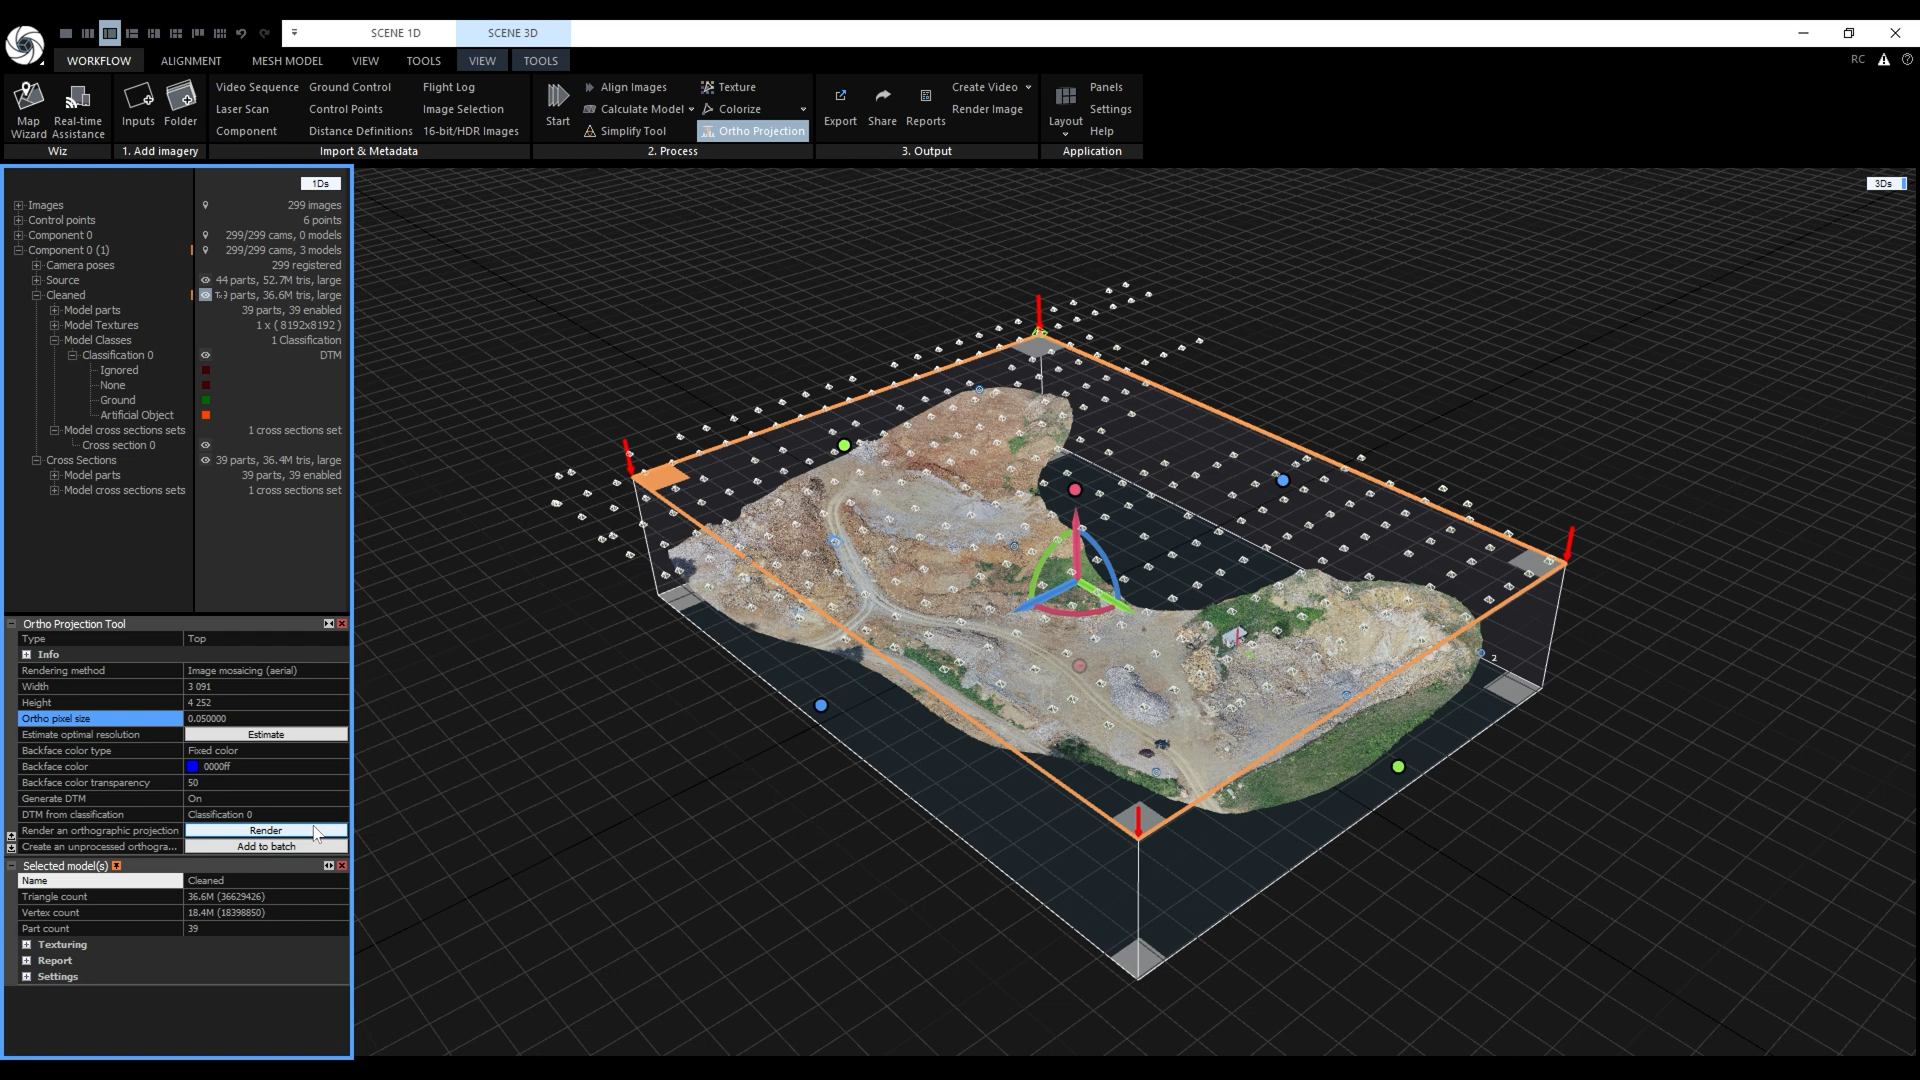 SCENE 1D
SCENE 3D
WORKFLOW
ALIGNMENT
MESH MODEL
VIEW
TOOLS
VIEW
TOOLS
RC
Map Wizard
Real-time Assistance
Wiz
Inputs
Folder
1. Add imagery
Video Sequence
Ground Control
Flight Log
Laser Scan
Control Points
Image Selection
Component
Distance Definitions
16-bit/HDR Images
Import & Metadata
Start
Align Images
Texture
Calculate Model
Colorize
Simplify Tool
Ortho Projection
2. Process
Export
Share
Reports
Create Video
Render Image
3. Output
Layout
Panels
Settings
Help
Application
1Ds
3Ds
Images 299 images
Control points 6 points
Component 0 299/299 cams, 0 models
Component 0 (1) 299/299 cams, 3 models
Camera poses 299 registered
Source 44 parts, 52.7M tris, large
Cleaned parts, 36.6M tris, large
Model parts 39 parts, 39 enabled
Model Textures 1 x ( 8192x8192 )
Model Classes 1 Classification
Classification 0 DTM
Ignored
None
Ground
Artificial Object
Model cross sections sets 1 cross sections set
Cross section 0
Cross Sections 39 parts, 36.4M tris, large
Model parts 39 parts, 39 enabled
Model cross sections sets 1 cross sections set
2
Ortho Projection Tool
Type Top
Info
Rendering method Image mosaicing (aerial)
Width 3 091
Height 4 252
Ortho pixel size 0.050000
Estimate optimal resolution Estimate
Backface color type Fixed color
Backface color 0000ff
Backface color transparency 50
Generate DTM On
DTM from classification Classification 0
Render an orthographic projection Render
Create an unprocessed orthogra... Add to batch
Selected model(s)
Name Cleaned
Triangle count 36.6M (36629426)
Vertex count 18.4M (18398850)
Part count 39
Texturing
Report
Settings